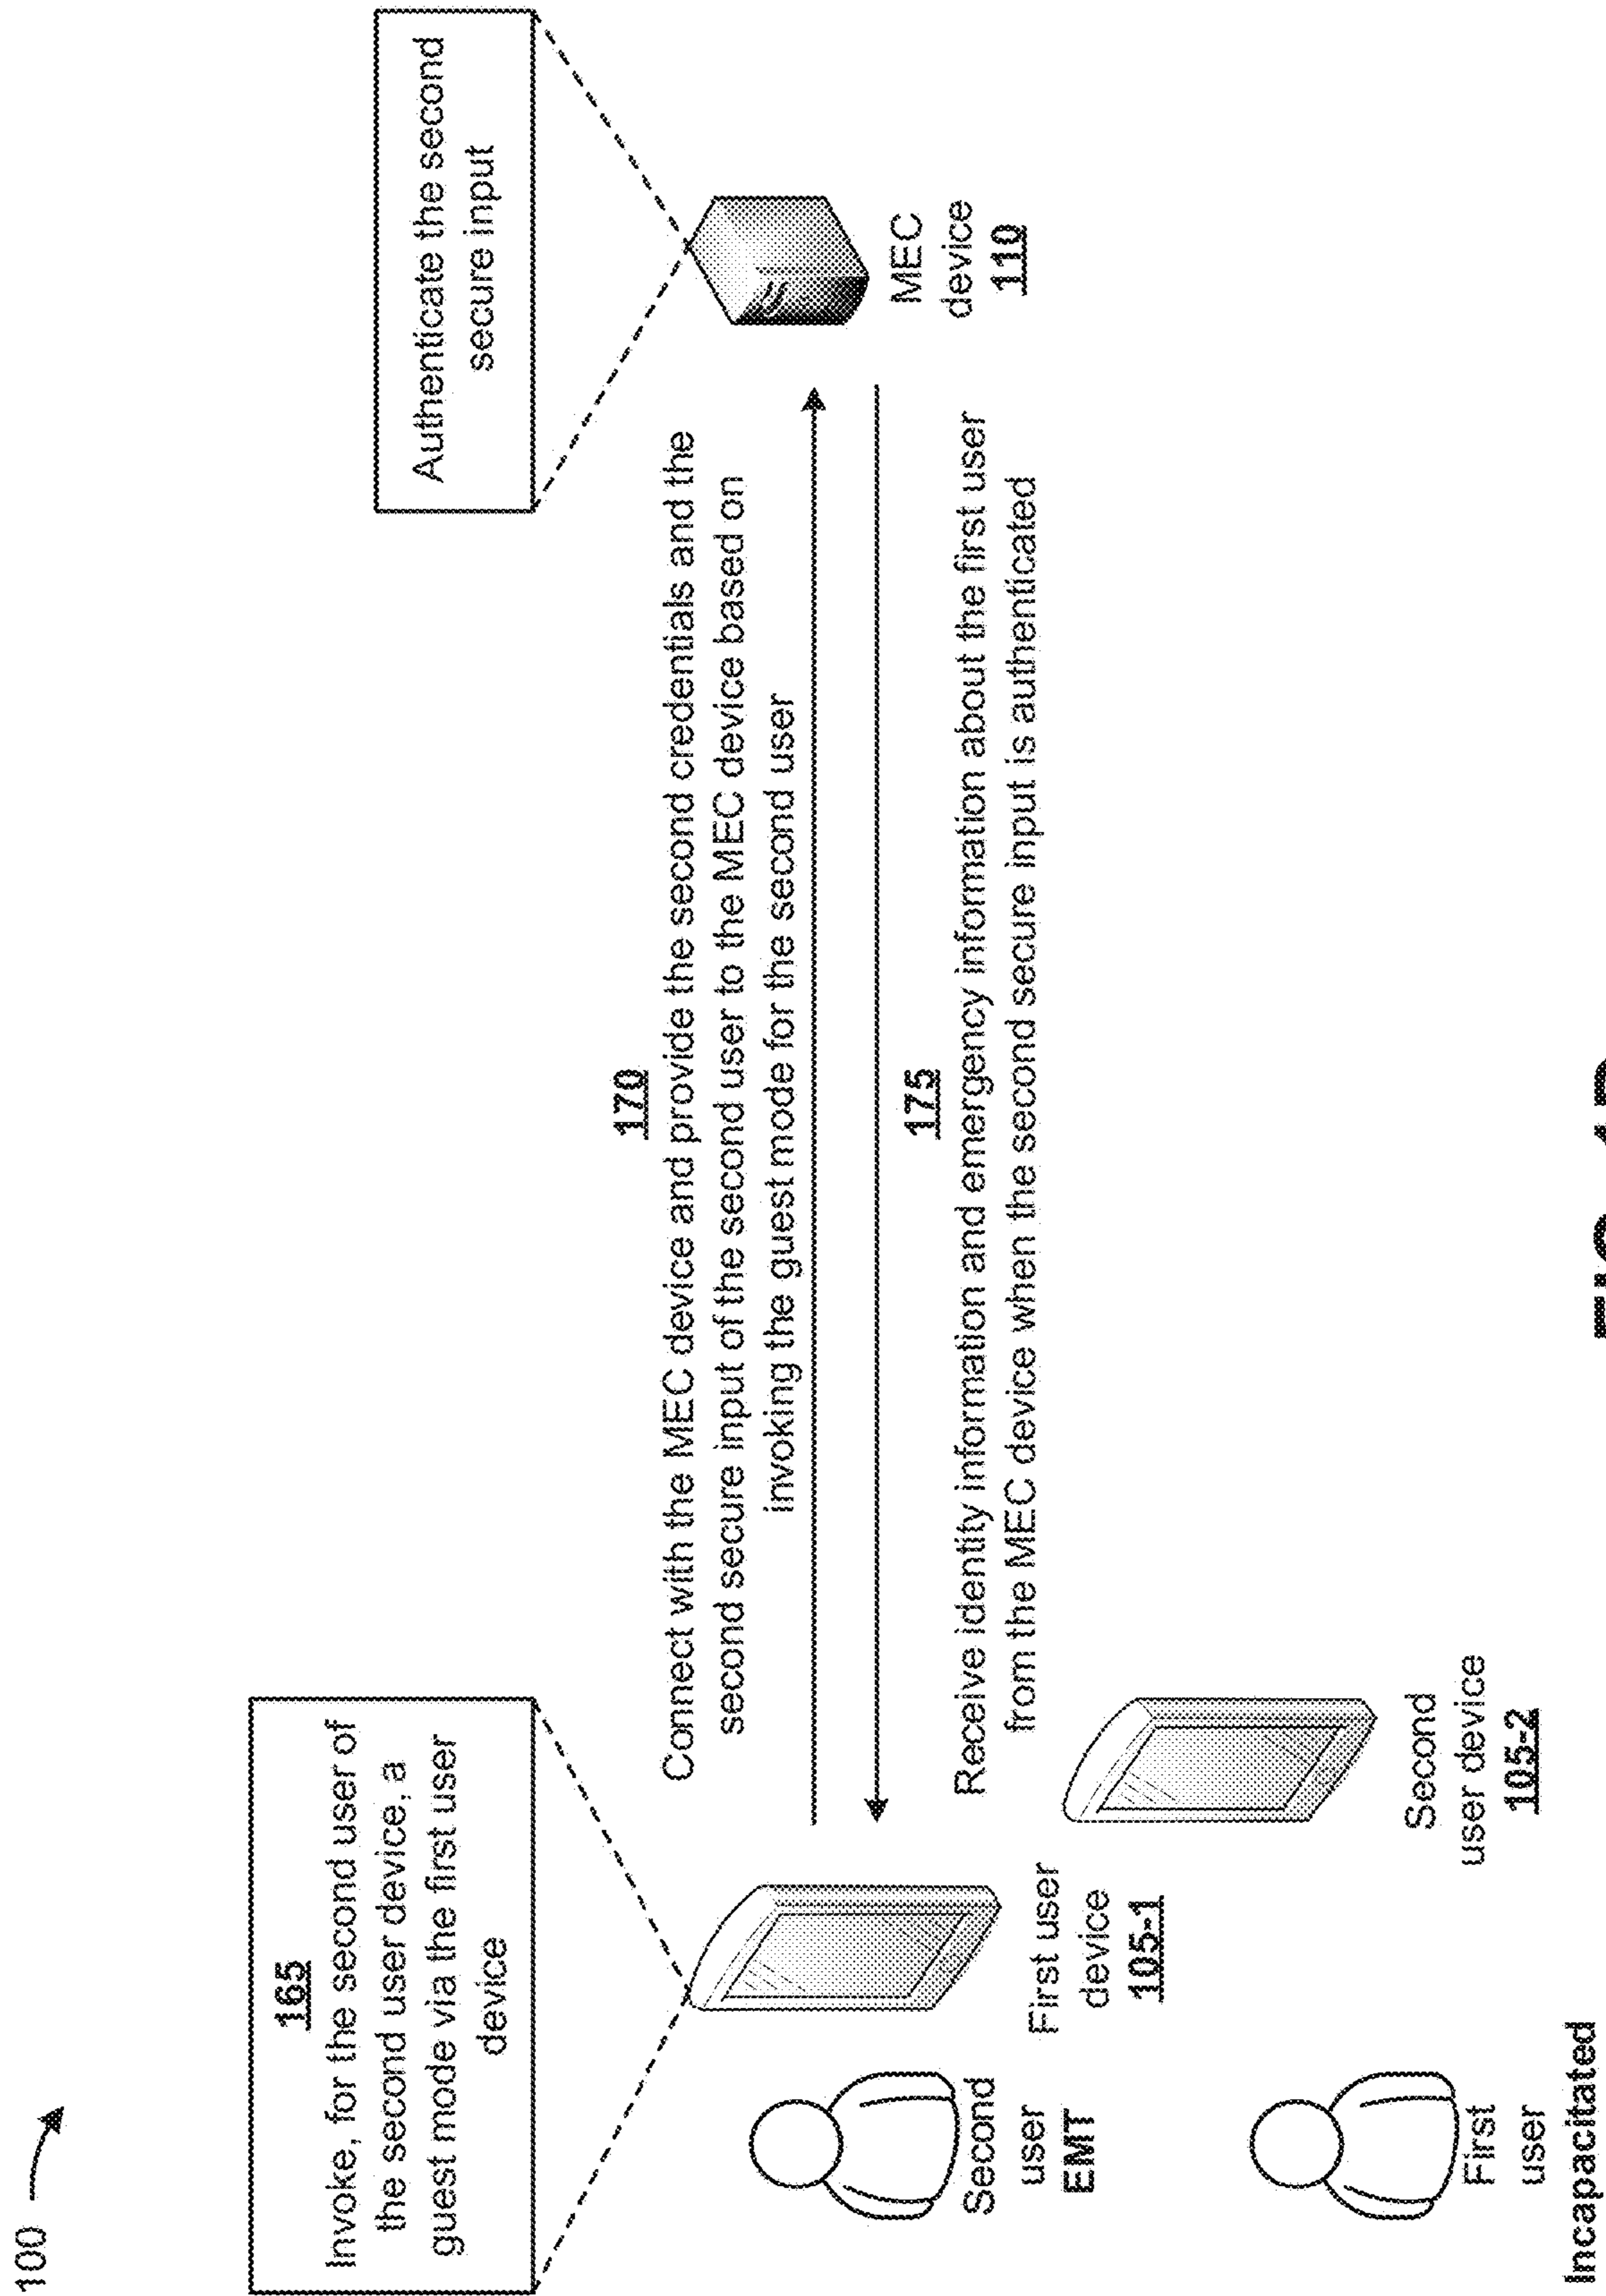 100
165
Invoke, for the second user of
the second user device, a
guest mode via the first user
device
Authenticate the second
secure input
170
Connect with the MEC device and provide the second credentials and the
second secure input of the second user to the MEC device based on
invoking the guest mode for the second user
175
Receive identity information and emergency information about the first user
from the MEC device when the second secure input is authenticated
MEC
device
110
Second
user
EMT
First user
device
105-1
Second
user device
105-2
First
user
Incapacitated